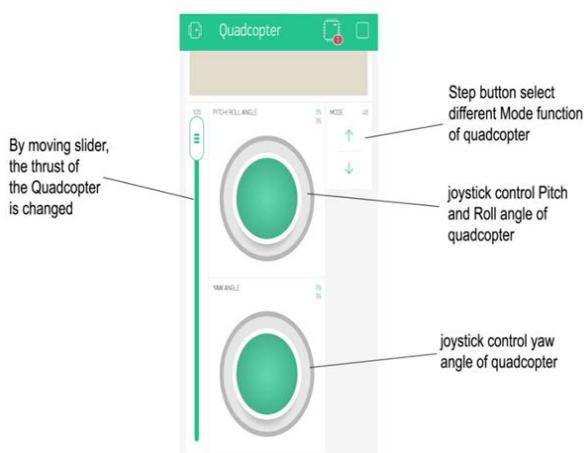 Quadcopter
1
Step button select
different Mode function
of quadcopter
PITCH/ROLL ANGLE
MODE
By moving slider,
the thrust of
the Quadcopter
is changed
joystick control Pitch
and Roll angle of
quadcopter
YAW ANGLE
joystick control yaw
angle of quadcopter